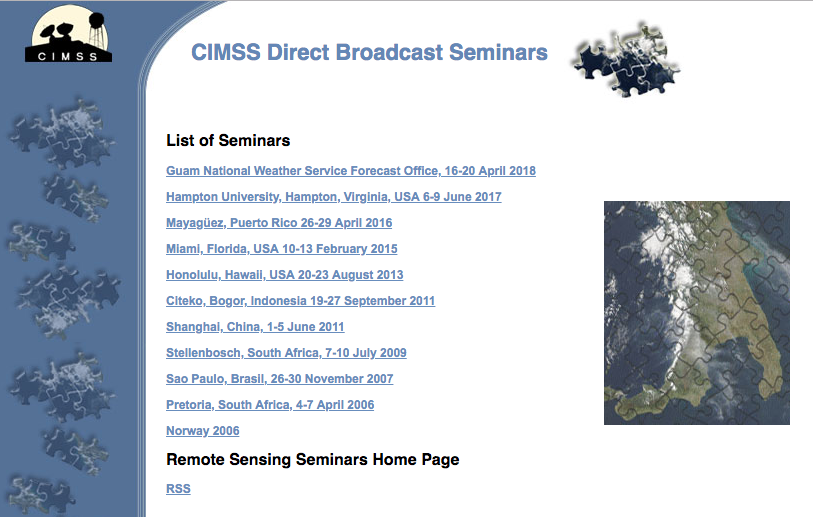 CIMSS
CIMSS Direct Broadcast Seminars
List of Seminars
Guam National Weather Service Forecast Office, 16-20 April 2018
Hampton University, Hampton, Virginia, USA 6-9 June 2017
Mayagüez, Puerto Rico 26-29 April 2016
Miami, Florida, USA 10-13 February 2015
Honolulu, Hawaii, USA 20-23 August 2013
Citeko, Bogor, Indonesia 19-27 September 2011
Shanghai, China, 1-5 June 2011
Stellenbosch, South Africa, 7-10 July 2009
Sao Paulo, Brasil, 26-30 November 2007
Pretoria, South Africa, 4-7 April 2006
Norway 2006
Remote Sensing Seminars Home Page
RSS